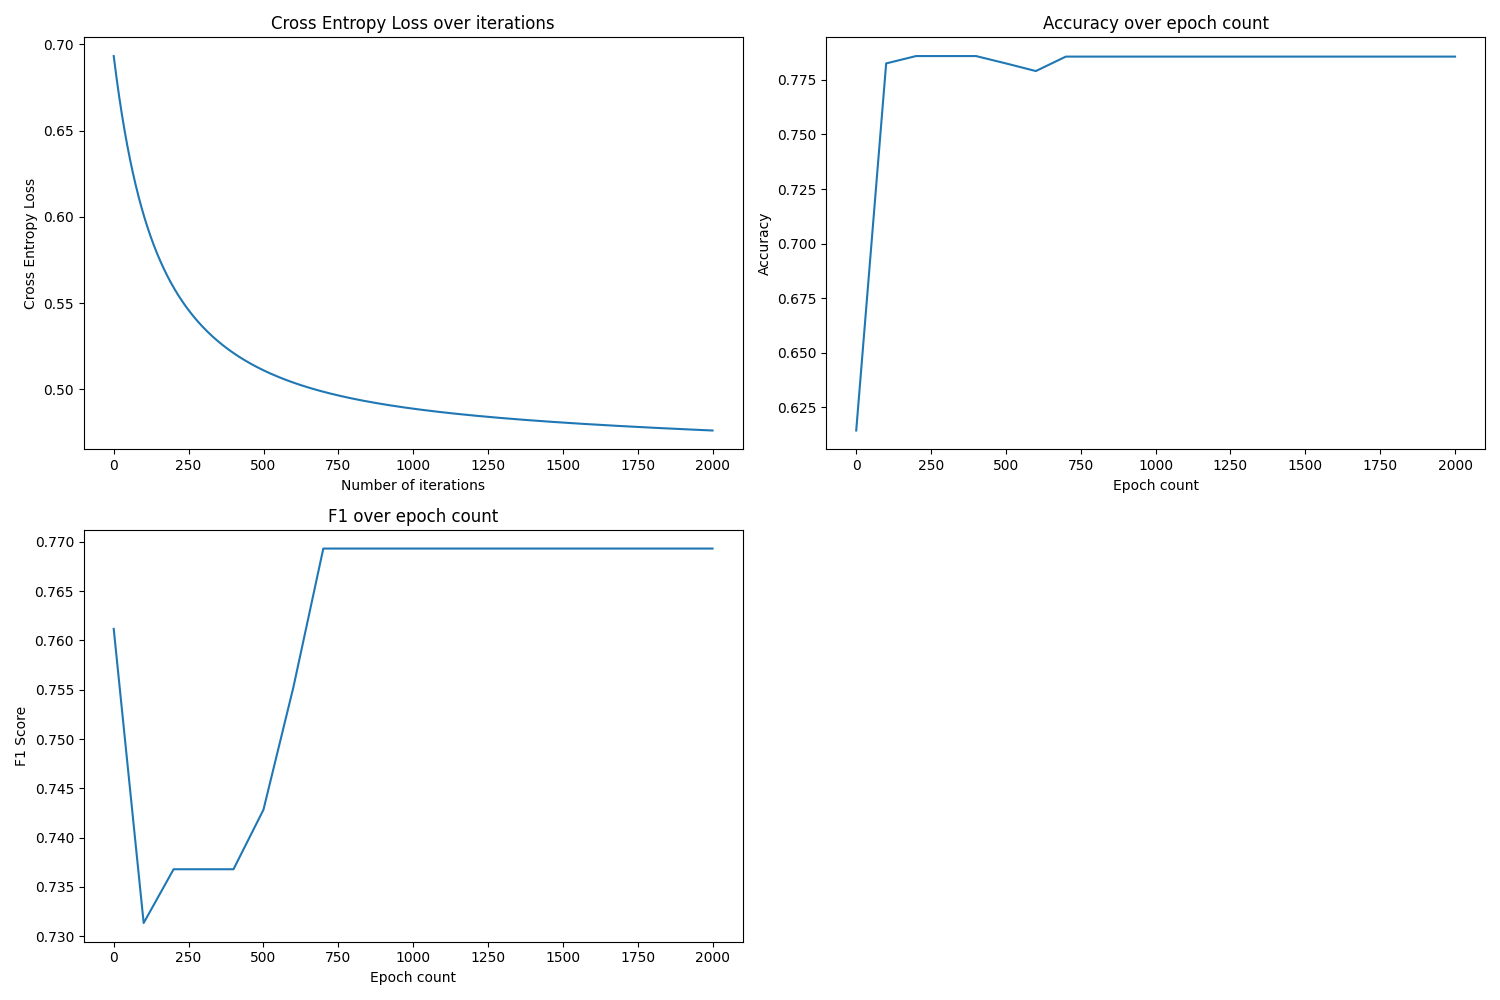 Cross Entropy Loss over iterations
Cross Entropy Loss
0.70
0.65
0.60
0.55
0.50
0 250 500 750 1000 1250 1500 1750 2000
Number of iterations
Accuracy over epoch count
Accuracy
0.775
0.750
0.725
0.700
0.675
0.650
0.625
0 250 500 750 1000 1250 1500 1750 2000
Epoch count
F1 over epoch count
F1 Score
0.770
0.765
0.760
0.755
0.750
0.745
0.740
0.735
0.730
0 250 500 750 1000 1250 1500 1750 2000
Epoch count